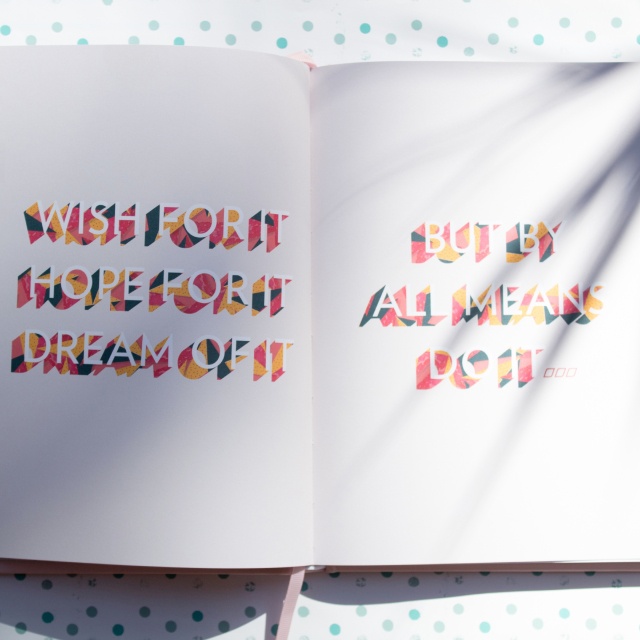 WISH FOR IT
HOPE FOR IT
DREAM OF IT
BUT BY
ALL MEANS
DO IT